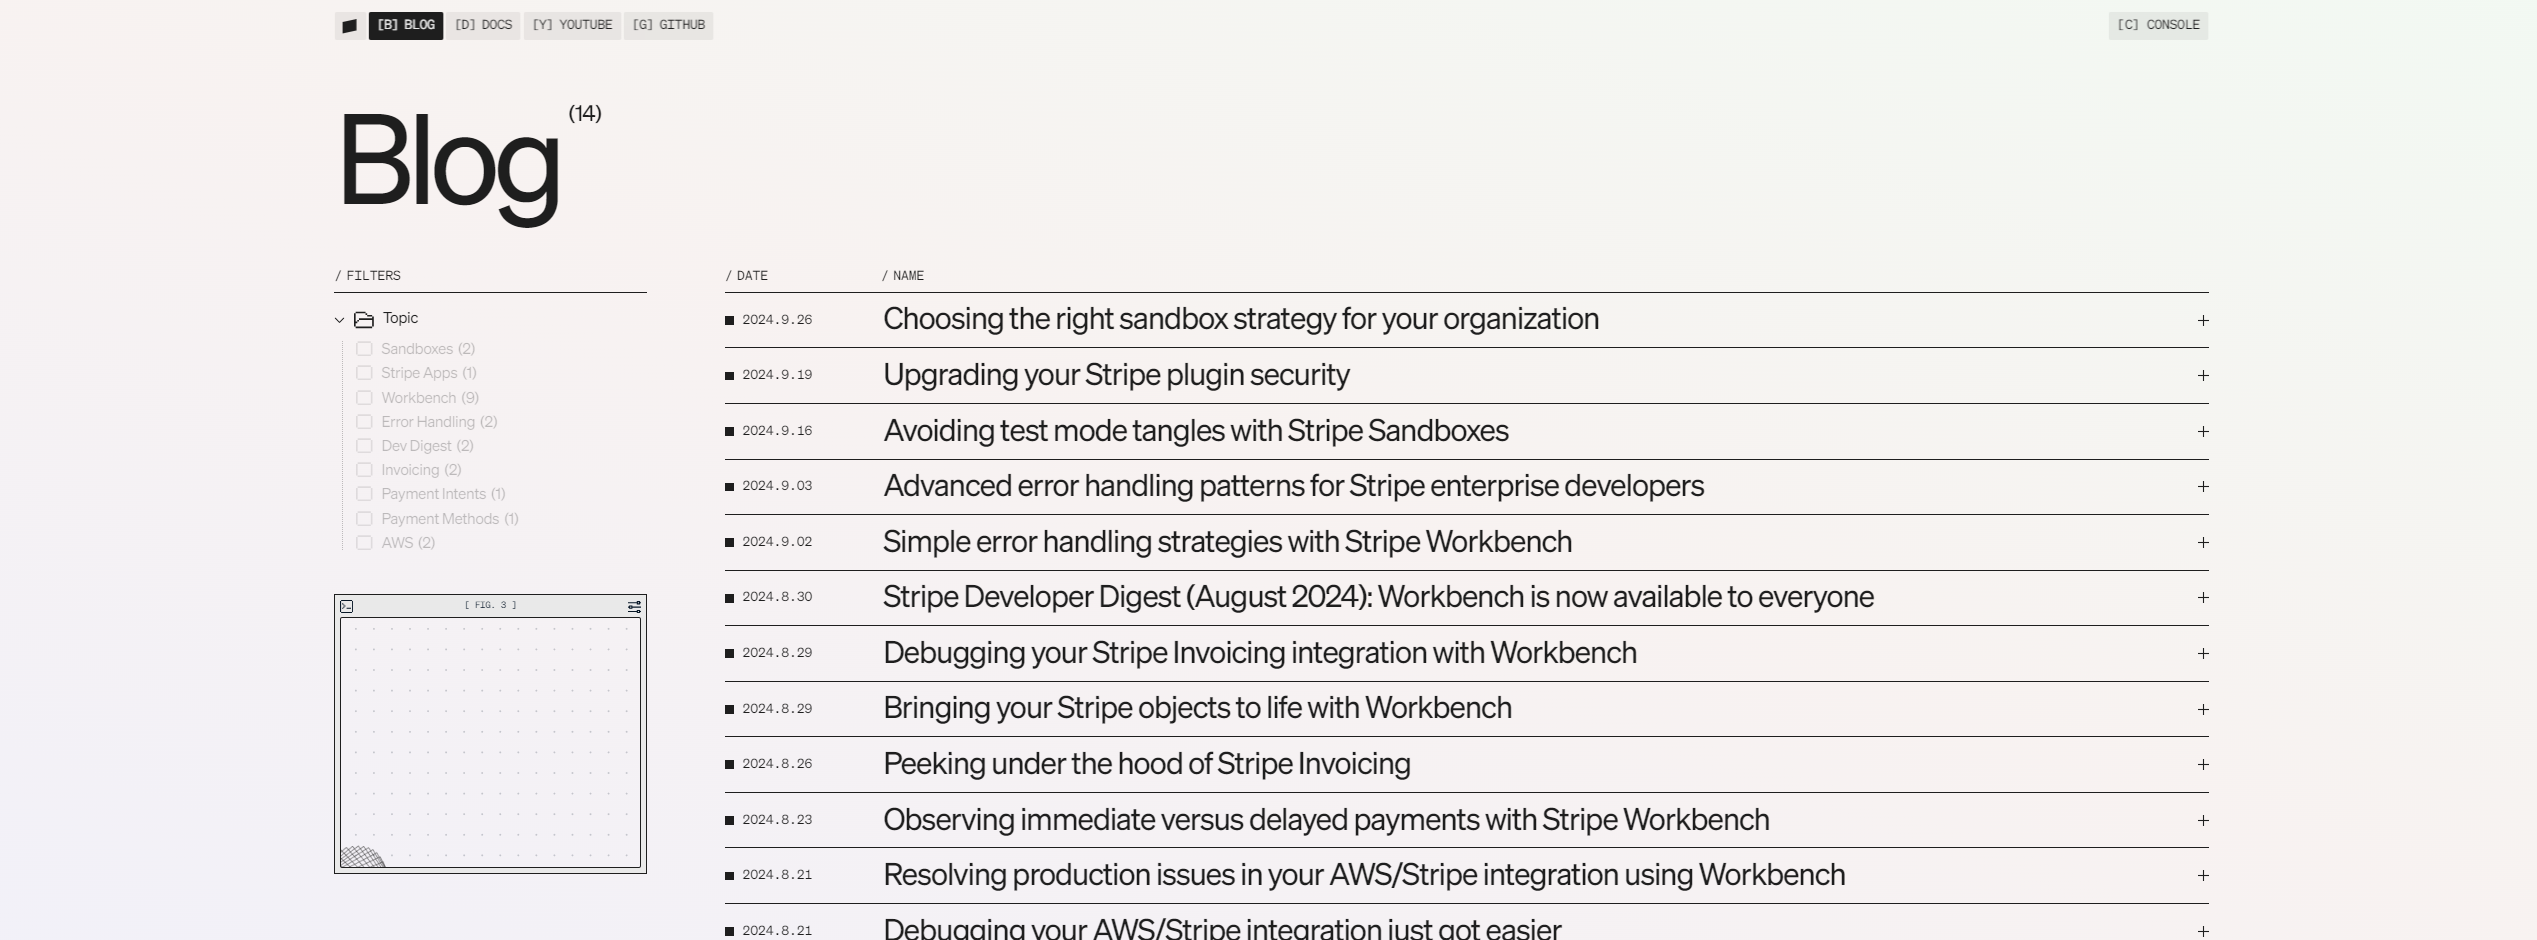 [B] BLOG [D] DOCS [Y] YOUTUBE [G] GITHUB [C] CONSOLE
Blog (14)
/ FILTERS
Topic
Sandboxes (2)
Stripe Apps (1)
Workbench (9)
Error Handling (2)
Dev Digest (2)
Invoicing (2)
Payment Intents (1)
Payment Methods (1)
AWS (2)
[ FIG. 3 ]
/ DATE / NAME
2024.9.26 Choosing the right sandbox strategy for your organization +
2024.9.19 Upgrading your Stripe plugin security +
2024.9.16 Avoiding test mode tangles with Stripe Sandboxes +
2024.9.03 Advanced error handling patterns for Stripe enterprise developers +
2024.9.02 Simple error handling strategies with Stripe Workbench +
2024.8.30 Stripe Developer Digest (August 2024): Workbench is now available to everyone +
2024.8.29 Debugging your Stripe Invoicing integration with Workbench +
2024.8.29 Bringing your Stripe objects to life with Workbench +
2024.8.26 Peeking under the hood of Stripe Invoicing +
2024.8.23 Observing immediate versus delayed payments with Stripe Workbench +
2024.8.21 Resolving production issues in your AWS/Stripe integration using Workbench +
2024.8.21 Debugging your AWS/Stripe integration just got easier +